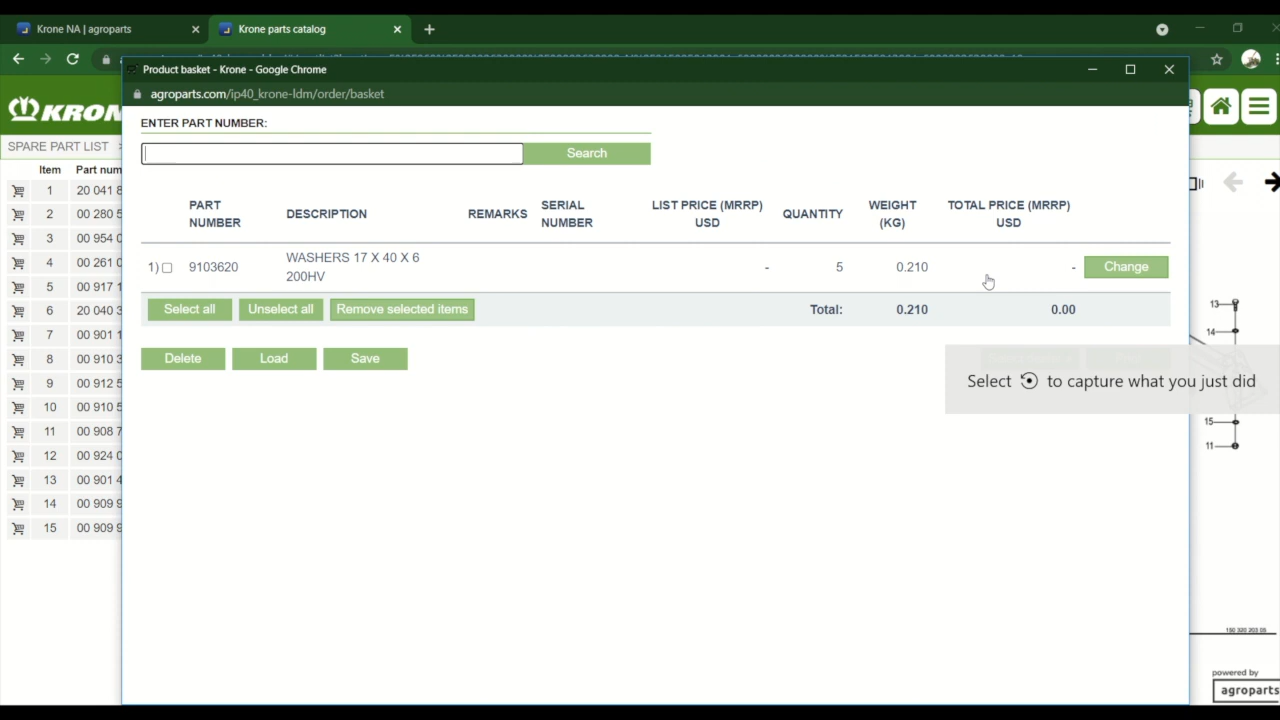 Krone NA | agroparts
Krone parts catalog
Product basket - Krone - Google Chrome
agroparts.com/ip40_krone-ldm/order/basket
KRON
SPARE PART LIST
Item Part num
1 20 041 8
2 00 280 5
3 00 954 0
4 00 261 0
5 00 917 1
6 20 040 3
7 00 901 1
8 00 910 3
9 00 912 5
10 00 910 5
11 00 908 7
12 00 924 0
13 00 901 4
14 00 909 9
15 00 909 9
ENTER PART NUMBER:
Search
PART NUMBER DESCRIPTION REMARKS SERIAL NUMBER LIST PRICE (MRRP) USD QUANTITY WEIGHT (KG) TOTAL PRICE (MRRP) USD
1) 9103620 WASHERS 17 X 40 X 6 200HV - 5 0.210 - Change
Select all Unselect all Remove selected items Total: 0.210 0.00
Delete Load Save
Select to capture what you just did
13
14
15
11
powered by
agroparts